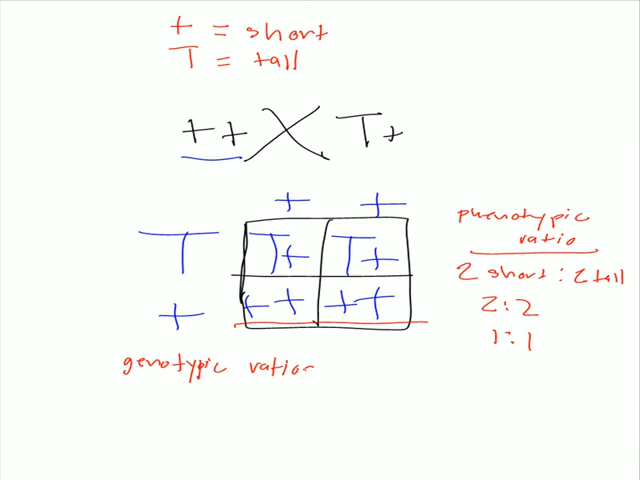 t = short
T = tall
tt X Tt
t t
T Tt Tt
t tt tt
phenotypic
ratio
2 short : 2 tall
2:2
1:1
genotypic ratio